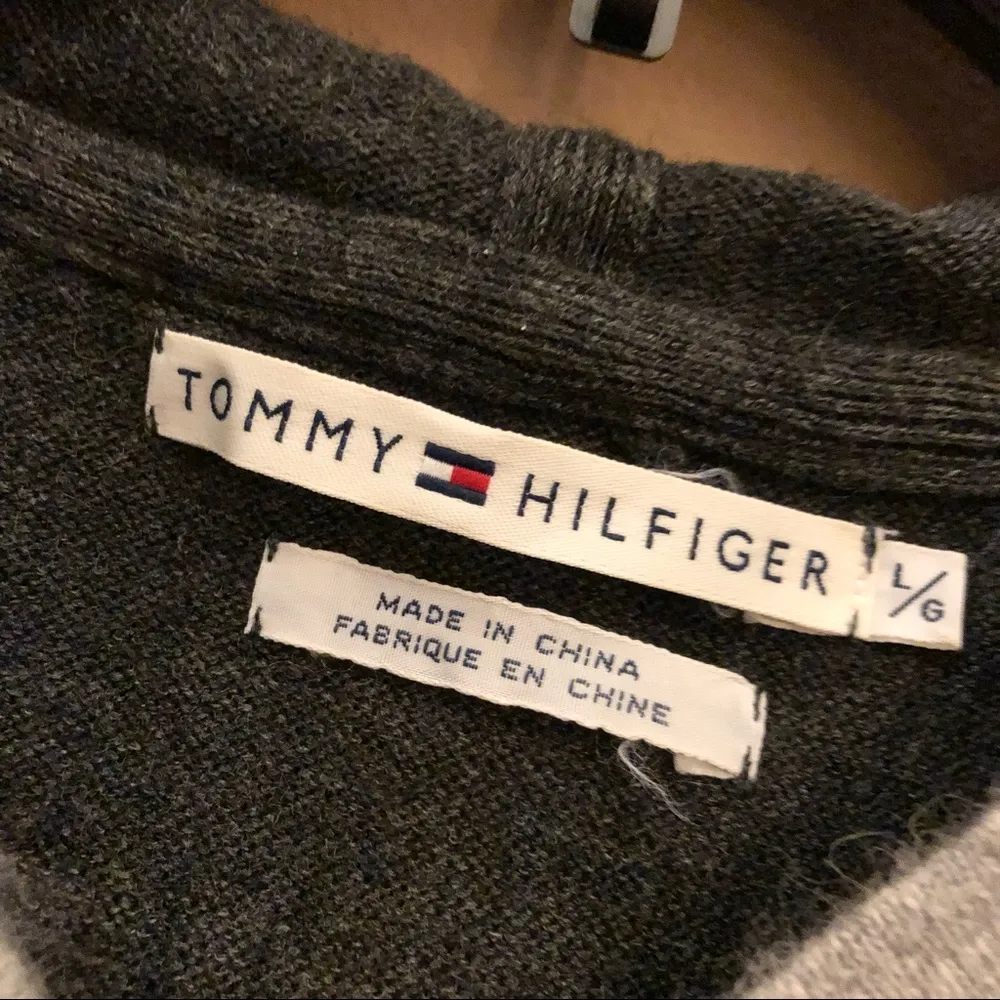 TOMMY HILFIGER
L/G
MADE IN CHINA
FABRIQUE EN CHINE